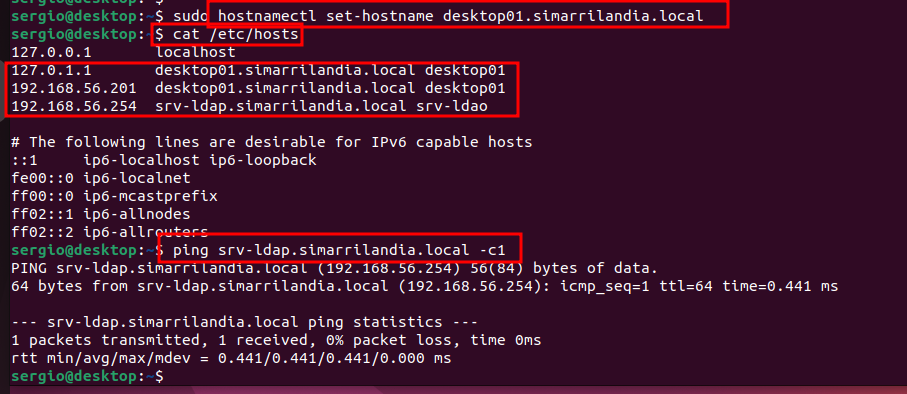 sergio@desktop:~$ sudo hostnamectl set-hostname desktop01.simarrilandia.local
sergio@desktop:~$ cat /etc/hosts
127.0.0.1 localhost
127.0.1.1 desktop01.simarrilandia.local desktop01
192.168.56.201 desktop01.simarrilandia.local desktop01
192.168.56.254 srv-ldap.simarrilandia.local srv-ldao
# The following lines are desirable for IPv6 capable hosts
::1 ip6-localhost ip6-loopback
fe00::0 ip6-localnet
ff00::0 ip6-mcastprefix
ff02::1 ip6-allnodes
ff02::2 ip6-allrouters
sergio@desktop:~$ ping srv-ldap.simarrilandia.local -c1
PING srv-ldap.simarrilandia.local (192.168.56.254) 56(84) bytes of data.
64 bytes from srv-ldap.simarrilandia.local (192.168.56.254): icmp_seq=1 ttl=64 time=0.441 ms
--- srv-ldap.simarrilandia.local ping statistics ---
1 packets transmitted, 1 received, 0% packet loss, time 0ms
rtt min/avg/max/mdev = 0.441/0.441/0.441/0.000 ms
sergio@desktop:~$